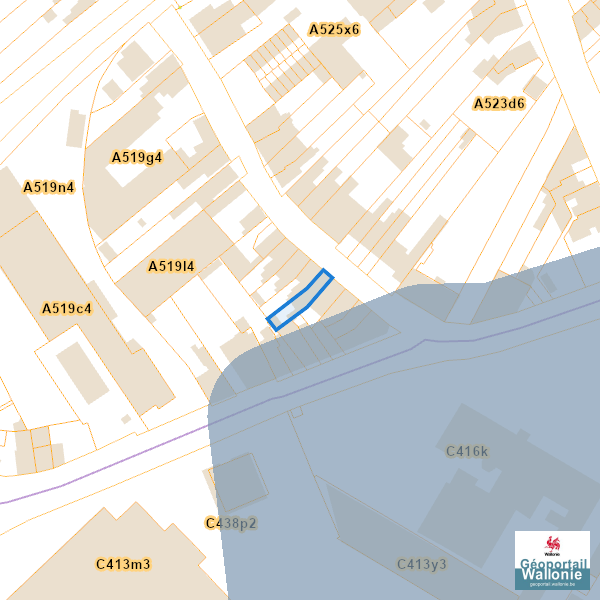 A525x6
A523d6
A519g4
A519n4
A519l4
A519c4
C416k
C438p2
C413m3
C413y3
Wallonie
Géoportail
Wallonie
geoportail.wallonie.be